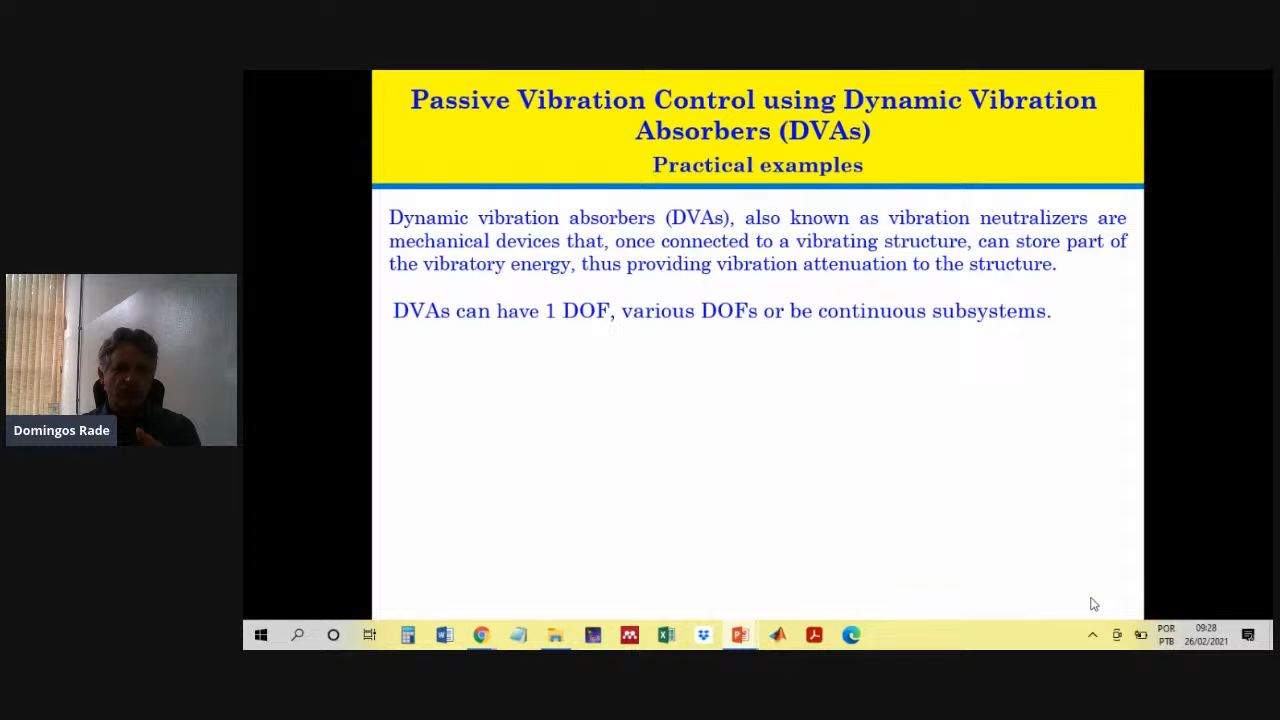 Passive Vibration Control using Dynamic Vibration
Absorbers (DVAs)
Practical examples
Dynamic vibration absorbers (DVAs), also known as vibration neutralizers are
mechanical devices that, once connected to a vibrating structure, can store part of
the vibratory energy, thus providing vibration attenuation to the structure.
DVAs can have 1 DOF, various DOFs or be continuous subsystems.
Domingos Rade
POR
PTB
09:28
26/02/2021